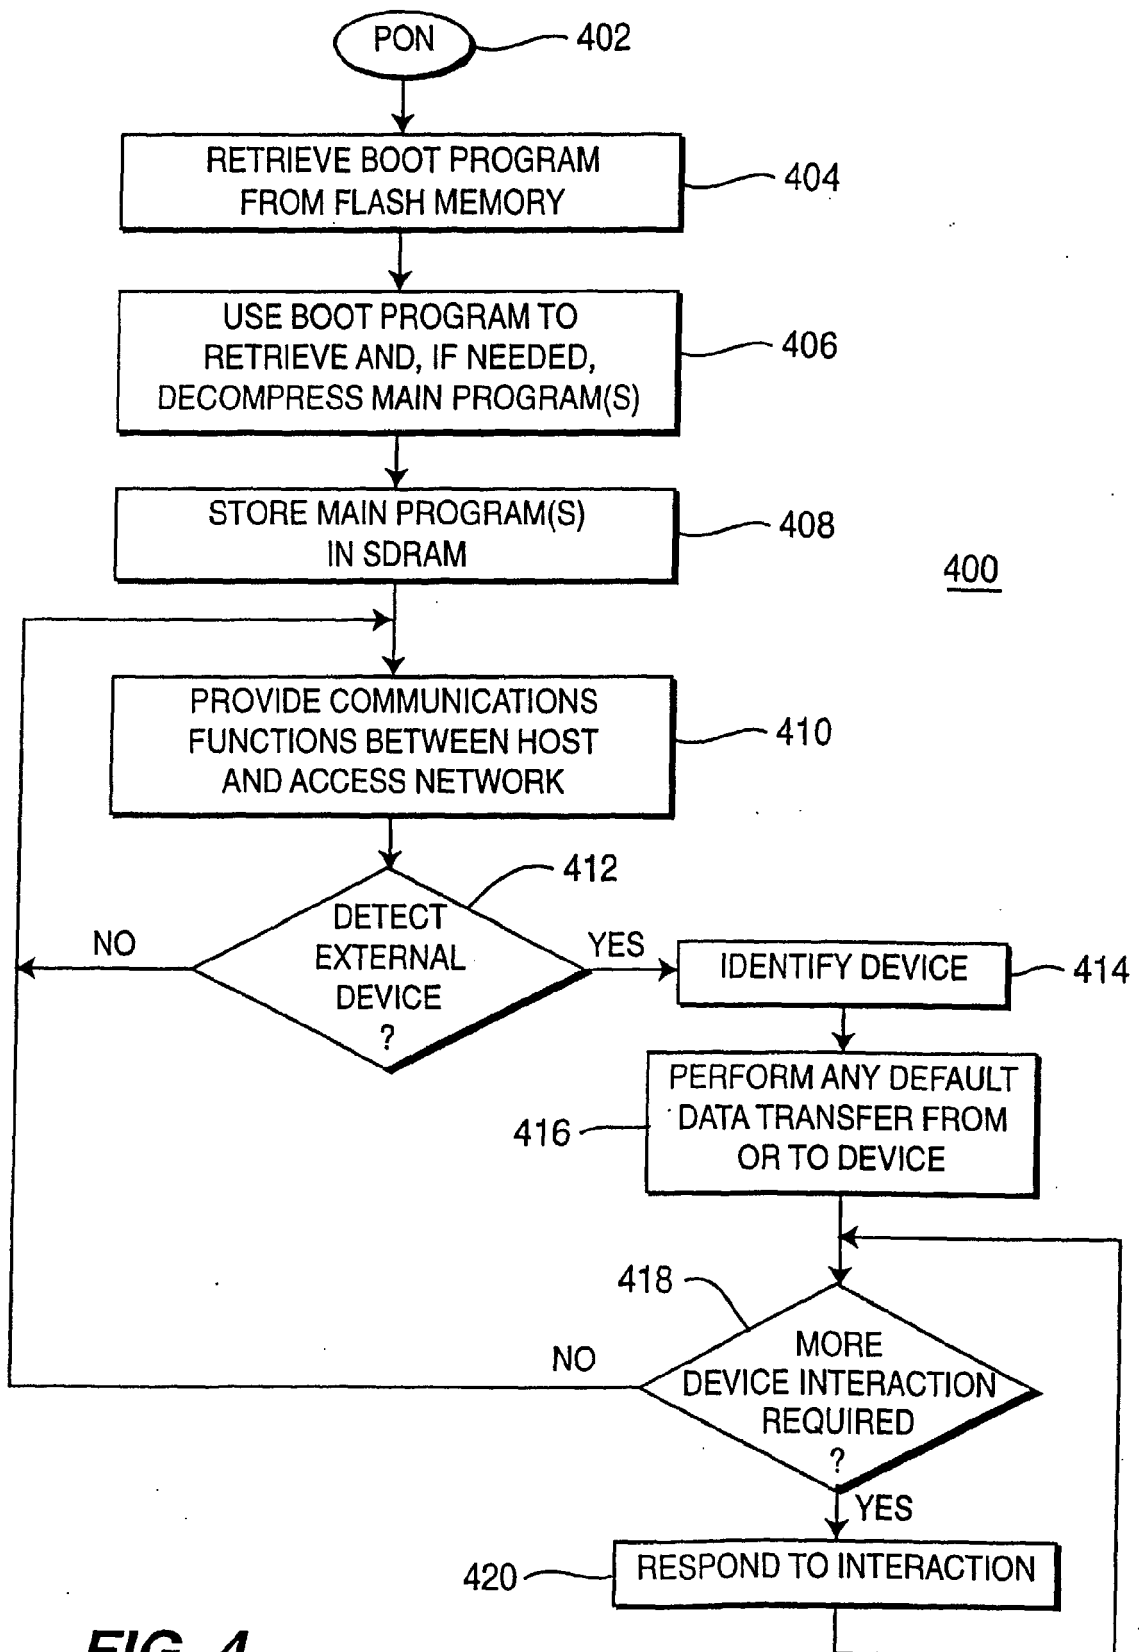 PON
402
RETRIEVE BOOT PROGRAM
FROM FLASH MEMORY
404
USE BOOT PROGRAM TO
RETRIEVE AND, IF NEEDED,
DECOMPRESS MAIN PROGRAM(S)
406
STORE MAIN PROGRAM(S)
IN SDRAM
408
400
PROVIDE COMMUNICATIONS
FUNCTIONS BETWEEN HOST
AND ACCESS NETWORK
410
412
DETECT
EXTERNAL
DEVICE
?
NO
YES
IDENTIFY DEVICE
414
PERFORM ANY DEFAULT
DATA TRANSFER FROM
OR TO DEVICE
416
418
MORE
DEVICE INTERACTION
REQUIRED
?
NO
YES
RESPOND TO INTERACTION
420
FIG. 4